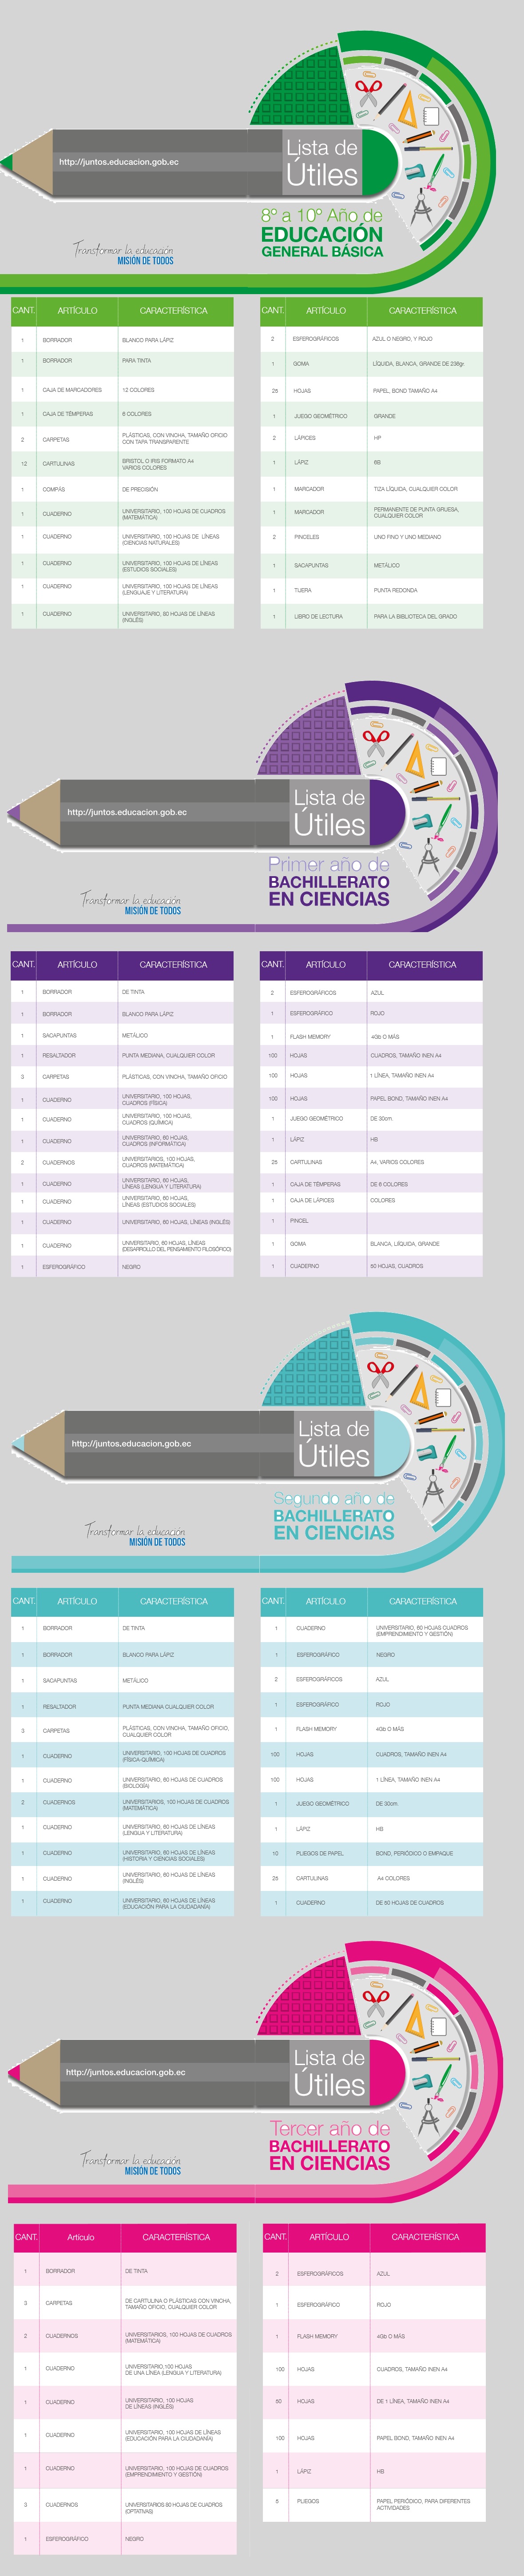 http://juntos.educacion.gob.ec
Lista de
Útiles
8º a 10º Año de
EDUCACIÓN
GENERAL BÁSICA
Transformar la educación
MISIÓN DE TODOS
CANT. ARTÍCULO CARACTERÍSTICA
1 BORRADOR BLANCO PARA LÁPIZ
1 BORRADOR PARA TINTA
1 CAJA DE MARCADORES 12 COLORES
1 CAJA DE TÉMPERAS 6 COLORES
2 CARPETAS PLÁSTICAS, CON VINCHA, TAMAÑO OFICIO
CON TAPA TRANSPARENTE
12 CARTULINAS BRISTOL O IRIS FORMATO A4
VARIOS COLORES
1 COMPÁS DE PRECISIÓN
1 CUADERNO UNIVERSITARIO, 100 HOJAS DE CUADROS
(MATEMÁTICA)
1 CUADERNO UNIVERSITARIO, 100 HOJAS DE LÍNEAS
(CIENCIAS NATURALES)
1 CUADERNO UNIVERSITARIO, 100 HOJAS DE LÍNEAS
(ESTUDIOS SOCIALES)
1 CUADERNO UNIVERSITARIO, 100 HOJAS DE LÍNEAS
(LENGUAJE Y LITERATURA)
1 CUADERNO UNIVERSITARIO, 80 HOJAS DE LÍNEAS
(INGLÉS)
CANT. ARTÍCULO CARACTERÍSTICA
2 ESFEROGRÁFICOS AZUL O NEGRO, Y ROJO
1 GOMA LÍQUIDA, BLANCA, GRANDE DE 236gr.
25 HOJAS PAPEL BOND TAMAÑO A4
1 JUEGO GEOMÉTRICO GRANDE
2 LÁPICES HP
1 LÁPIZ 6B
1 MARCADOR TIZA LÍQUIDA, CUALQUIER COLOR
1 MARCADOR PERMANENTE DE PUNTA GRUESA,
CUALQUIER COLOR
2 PINCELES UNO FINO Y UNO MEDIANO
1 SACAPUNTAS METÁLICO
1 TIJERA PUNTA REDONDA
1 LIBRO DE LECTURA PARA LA BIBLIOTECA DEL GRADO
http://juntos.educacion.gob.ec
Lista de
Útiles
Primer año de
BACHILLERATO
EN CIENCIAS
Transformar la educación
MISIÓN DE TODOS
CANT. ARTÍCULO CARACTERÍSTICA
1 BORRADOR DE TINTA
1 BORRADOR BLANCO PARA LÁPIZ
1 SACAPUNTAS METÁLICO
1 RESALTADOR PUNTA MEDIANA, CUALQUIER COLOR
3 CARPETAS PLÁSTICAS, CON VINCHA, TAMAÑO OFICIO
1 CUADERNO UNIVERSITARIO, 100 HOJAS,
CUADROS (FÍSICA)
1 CUADERNO UNIVERSITARIO, 100 HOJAS,
CUADROS (QUÍMICA)
1 CUADERNO UNIVERSITARIO, 60 HOJAS,
CUADROS (INFORMÁTICA)
2 CUADERNOS UNIVERSITARIOS, 100 HOJAS,
CUADROS (MATEMÁTICA)
1 CUADERNO UNIVERSITARIO, 60 HOJAS,
LÍNEAS (LENGUA Y LITERATURA)
1 CUADERNO UNIVERSITARIO, 60 HOJAS,
LÍNEAS (ESTUDIOS SOCIALES)
1 CUADERNO UNIVERSITARIO, 60 HOJAS, LÍNEAS (INGLÉS)
1 CUADERNO UNIVERSITARIO, 80 HOJAS, LÍNEAS
(DESARROLLO DEL PENSAMIENTO FILOSÓFICO)
1 ESFEROGRÁFICO NEGRO
CANT. ARTÍCULO CARACTERÍSTICA
2 ESFEROGRÁFICOS AZUL
1 ESFEROGRÁFICO ROJO
1 FLASH MEMORY 4Gb O MÁS
100 HOJAS CUADROS, TAMAÑO INEN A4
100 HOJAS 1 LÍNEA, TAMAÑO INEN A4
100 HOJAS PAPEL BOND, TAMAÑO INEN A4
1 JUEGO GEOMÉTRICO DE 30cm.
1 LÁPIZ HB
25 CARTULINAS A4, VARIOS COLORES
1 CAJA DE TÉMPERAS DE 6 COLORES
1 CAJA DE LÁPICES COLORES
1 PINCEL
1 GOMA BLANCA, LÍQUIDA, GRANDE
1 CUADERNO 50 HOJAS, CUADROS
http://juntos.educacion.gob.ec
Lista de
Útiles
Segundo año de
BACHILLERATO
EN CIENCIAS
Transformar la educación
MISIÓN DE TODOS
CANT. ARTÍCULO CARACTERÍSTICA
1 BORRADOR DE TINTA
1 BORRADOR BLANCO PARA LÁPIZ
1 SACAPUNTAS METÁLICO
1 RESALTADOR PUNTA MEDIANA CUALQUIER COLOR
3 CARPETAS PLÁSTICAS, CON VINCHA, TAMAÑO OFICIO,
CUALQUIER COLOR
1 CUADERNO UNIVERSITARIO, 100 HOJAS DE CUADROS
(FÍSICA-QUÍMICA)
1 CUADERNO UNIVERSITARIO, 60 HOJAS DE CUADROS
(BIOLOGÍA)
2 CUADERNOS UNIVERSITARIOS, 100 HOJAS DE CUADROS
(MATEMÁTICA)
1 CUADERNO UNIVERSITARIO, 60 HOJAS DE LÍNEAS
(LENGUA Y LITERATURA)
1 CUADERNO UNIVERSITARIO, 60 HOJAS DE LÍNEAS
(HISTORIA Y CIENCIAS SOCIALES)
1 CUADERNO UNIVERSITARIO, 80 HOJAS DE LÍNEAS
(INGLÉS)
1 CUADERNO UNIVERSITARIO, 60 HOJAS DE LÍNEAS
(EDUCACIÓN PARA LA CIUDADANÍA)
CANT. ARTÍCULO CARACTERÍSTICA
1 CUADERNO UNIVERSITARIO, 60 HOJAS CUADROS
(EMPRENDIMIENTO Y GESTIÓN)
1 ESFEROGRÁFICO NEGRO
2 ESFEROGRÁFICOS AZUL
1 ESFEROGRÁFICO ROJO
1 FLASH MEMORY 4Gb O MÁS
100 HOJAS CUADROS, TAMAÑO INEN A4
100 HOJAS 1 LÍNEA, TAMAÑO INEN A4
1 JUEGO GEOMÉTRICO DE 30cm.
1 LÁPIZ HB
10 PLIEGOS DE PAPEL BOND, PERIÓDICO O EMPAQUE
25 CARTULINAS A4 COLORES
1 CUADERNO DE 50 HOJAS DE CUADROS
http://juntos.educacion.gob.ec
Lista de
Útiles
Tercer año de
BACHILLERATO
EN CIENCIAS
Transformar la educación
MISIÓN DE TODOS
CANT. Artículo CARACTERÍSTICA
1 BORRADOR DE TINTA
3 CARPETAS DE CARTULINA O PLÁSTICAS CON VINCHA,
TAMAÑO OFICIO, CUALQUIER COLOR
2 CUADERNOS UNIVERSITARIOS, 100 HOJAS DE CUADROS
(MATEMÁTICA)
1 CUADERNO UNIVERSITARIO,100 HOJAS
DE UNA LÍNEA (LENGUA Y LITERATURA)
1 CUADERNO UNIVERSITARIO, 100 HOJAS
DE LÍNEAS (INGLÉS)
1 CUADERNO UNIVERSITARIO, 100 HOJAS DE LÍNEAS
(EDUCACIÓN PARA LA CIUDADANÍA)
1 CUADERNO UNIVERSITARIO, 100 HOJAS DE CUADROS
(EMPRENDIMIENTO Y GESTIÓN)
3 CUADERNOS UNIVERSITARIOS 80 HOJAS DE CUADROS
(OPTATIVAS)
1 ESFEROGRÁFICO NEGRO
CANT. ARTÍCULO CARACTERÍSTICA
2 ESFEROGRÁFICOS AZUL
1 ESFEROGRÁFICO ROJO
1 FLASH MEMORY 4Gb O MÁS
100 HOJAS CUADROS, TAMAÑO INEN A4
50 HOJAS DE 1 LÍNEA, TAMAÑO INEN A4
100 HOJAS PAPEL BOND, TAMAÑO INEN A4
1 LÁPIZ HB
5 PLIEGOS PAPEL PERIÓDICO, PARA DIFERENTES
ACTIVIDADES